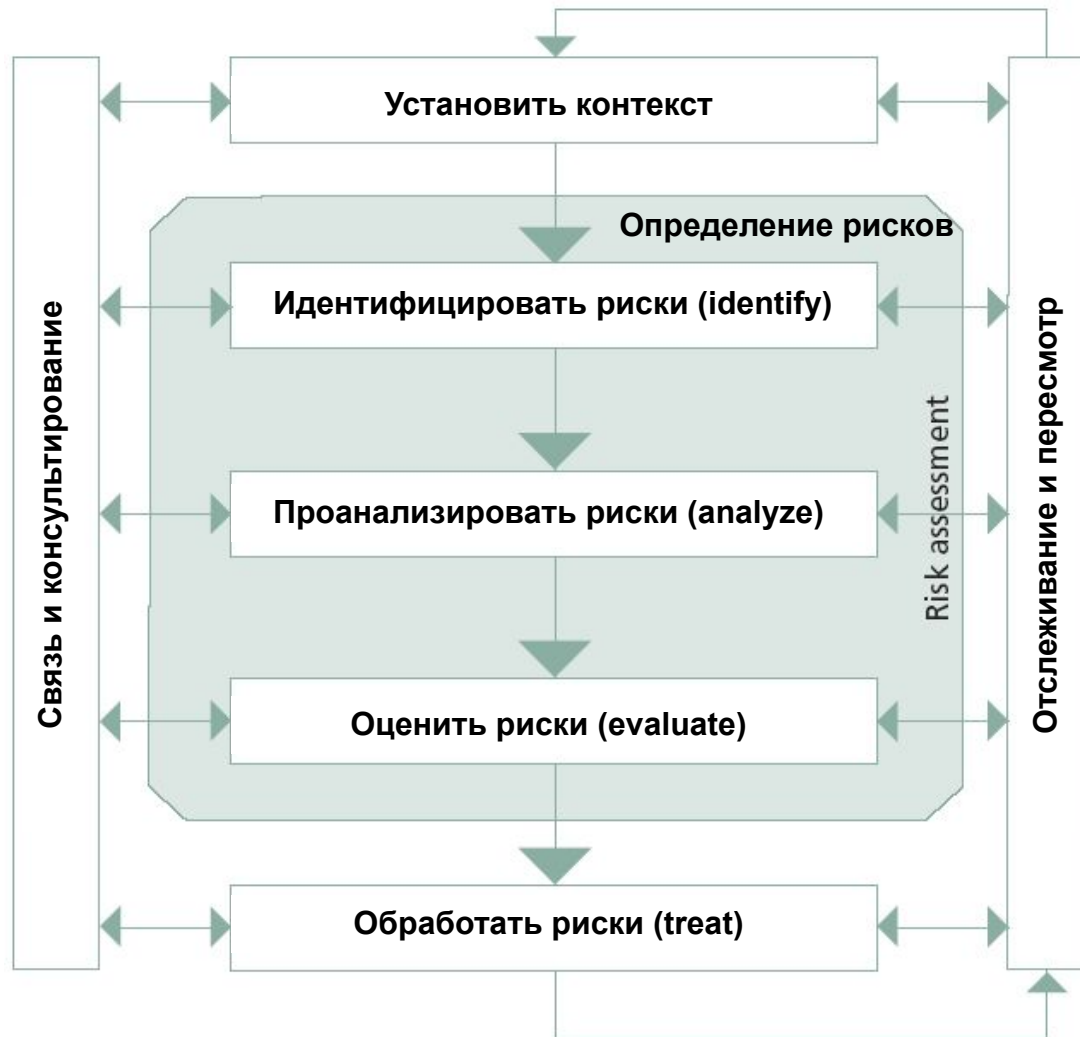 Установить контекст
Определение рисков
Идентифицировать риски (identify)
Проанализировать риски (analyze)
Оценить риски (evaluate)
Обработать риски (treat)
Связь и консультирование
Risk assessment
Отслеживание и пересмотр